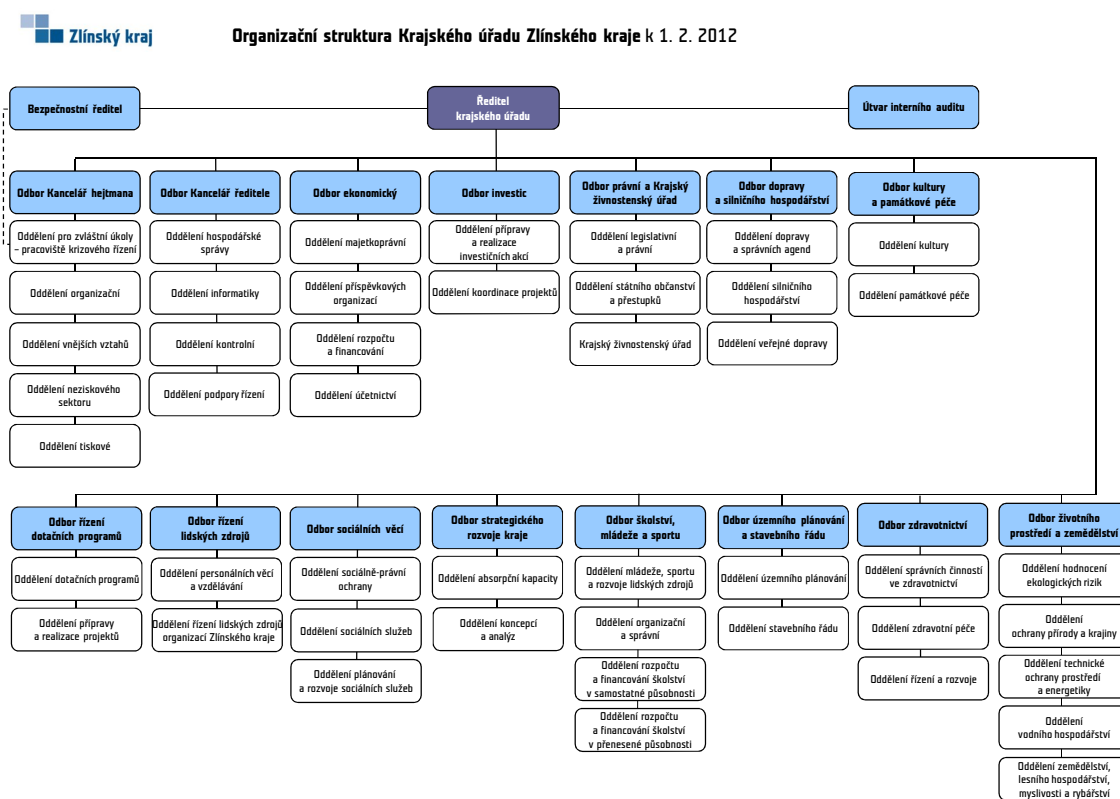 Zlínský kraj
Organizační struktura Krajského úřadu Zlínského kraje k 1. 2. 2012
Bezpečnostní ředitel
Ředitel
krajského úřadu
Útvar interního auditu
Odbor Kancelář hejtmana
Oddělení pro zvláštní úkoly
– pracoviště krizového řízení
Oddělení organizační
Oddělení vnějších vztahů
Oddělení neziskového
sektoru
Oddělení tiskové
Odbor Kancelář ředitele
Oddělení hospodářské
správy
Oddělení informatiky
Oddělení kontrolní
Oddělení podpory řízení
Odbor ekonomický
Oddělení majetkoprávní
Oddělení příspěvkových
organizací
Oddělení rozpočtu
a financování
Oddělení účetnictví
Odbor investic
Oddělení přípravy
a realizace
investičních akcí
Oddělení koordinace projektů
Odbor právní a Krajský
živnostenský úřad
Oddělení legislativní
a právní
Oddělení státního občanství
a přestupků
Krajský živnostenský úřad
Odbor dopravy
a silničního hospodářství
Oddělení dopravy
a správních agend
Oddělení silničního
hospodářství
Oddělení veřejné dopravy
Odbor kultury
a památkové péče
Oddělení kultury
Oddělení památkové péče
Odbor řízení
dotačních programů
Oddělení dotačních programů
Oddělení přípravy
a realizace projektů
Odbor řízení
lidských zdrojů
Oddělení personálních věcí
a vzdělávání
Oddělení řízení lidských zdrojů
organizací Zlínského kraje
Odbor sociálních věcí
Oddělení sociálně-právní
ochrany
Oddělení sociálních služeb
Oddělení plánování
a rozvoje sociálních služeb
Odbor strategického
rozvoje kraje
Oddělení absorpční kapacity
Oddělení koncepcí
a analýz
Odbor školství,
mládeže a sportu
Oddělení mládeže, sportu
a rozvoje lidských zdrojů
Oddělení organizační
a správní
Oddělení rozpočtu
a financování školství
v samostatné působnosti
Oddělení rozpočtu
a financování školství
v přenesené působnosti
Odbor územního plánování
a stavebního řádu
Oddělení územního plánování
Oddělení stavebního řádu
Odbor zdravotnictví
Oddělení správních činností
ve zdravotnictví
Oddělení zdravotní péče
Oddělení řízení a rozvoje
Odbor životního
prostředí a zemědělství
Oddělení hodnocení
ekologických rizik
Oddělení
ochrany přírody a krajiny
Oddělení technické
ochrany prostředí
a energetiky
Oddělení
vodního hospodářství
Oddělení zemědělství,
lesního hospodářství,
myslivosti a rybářství